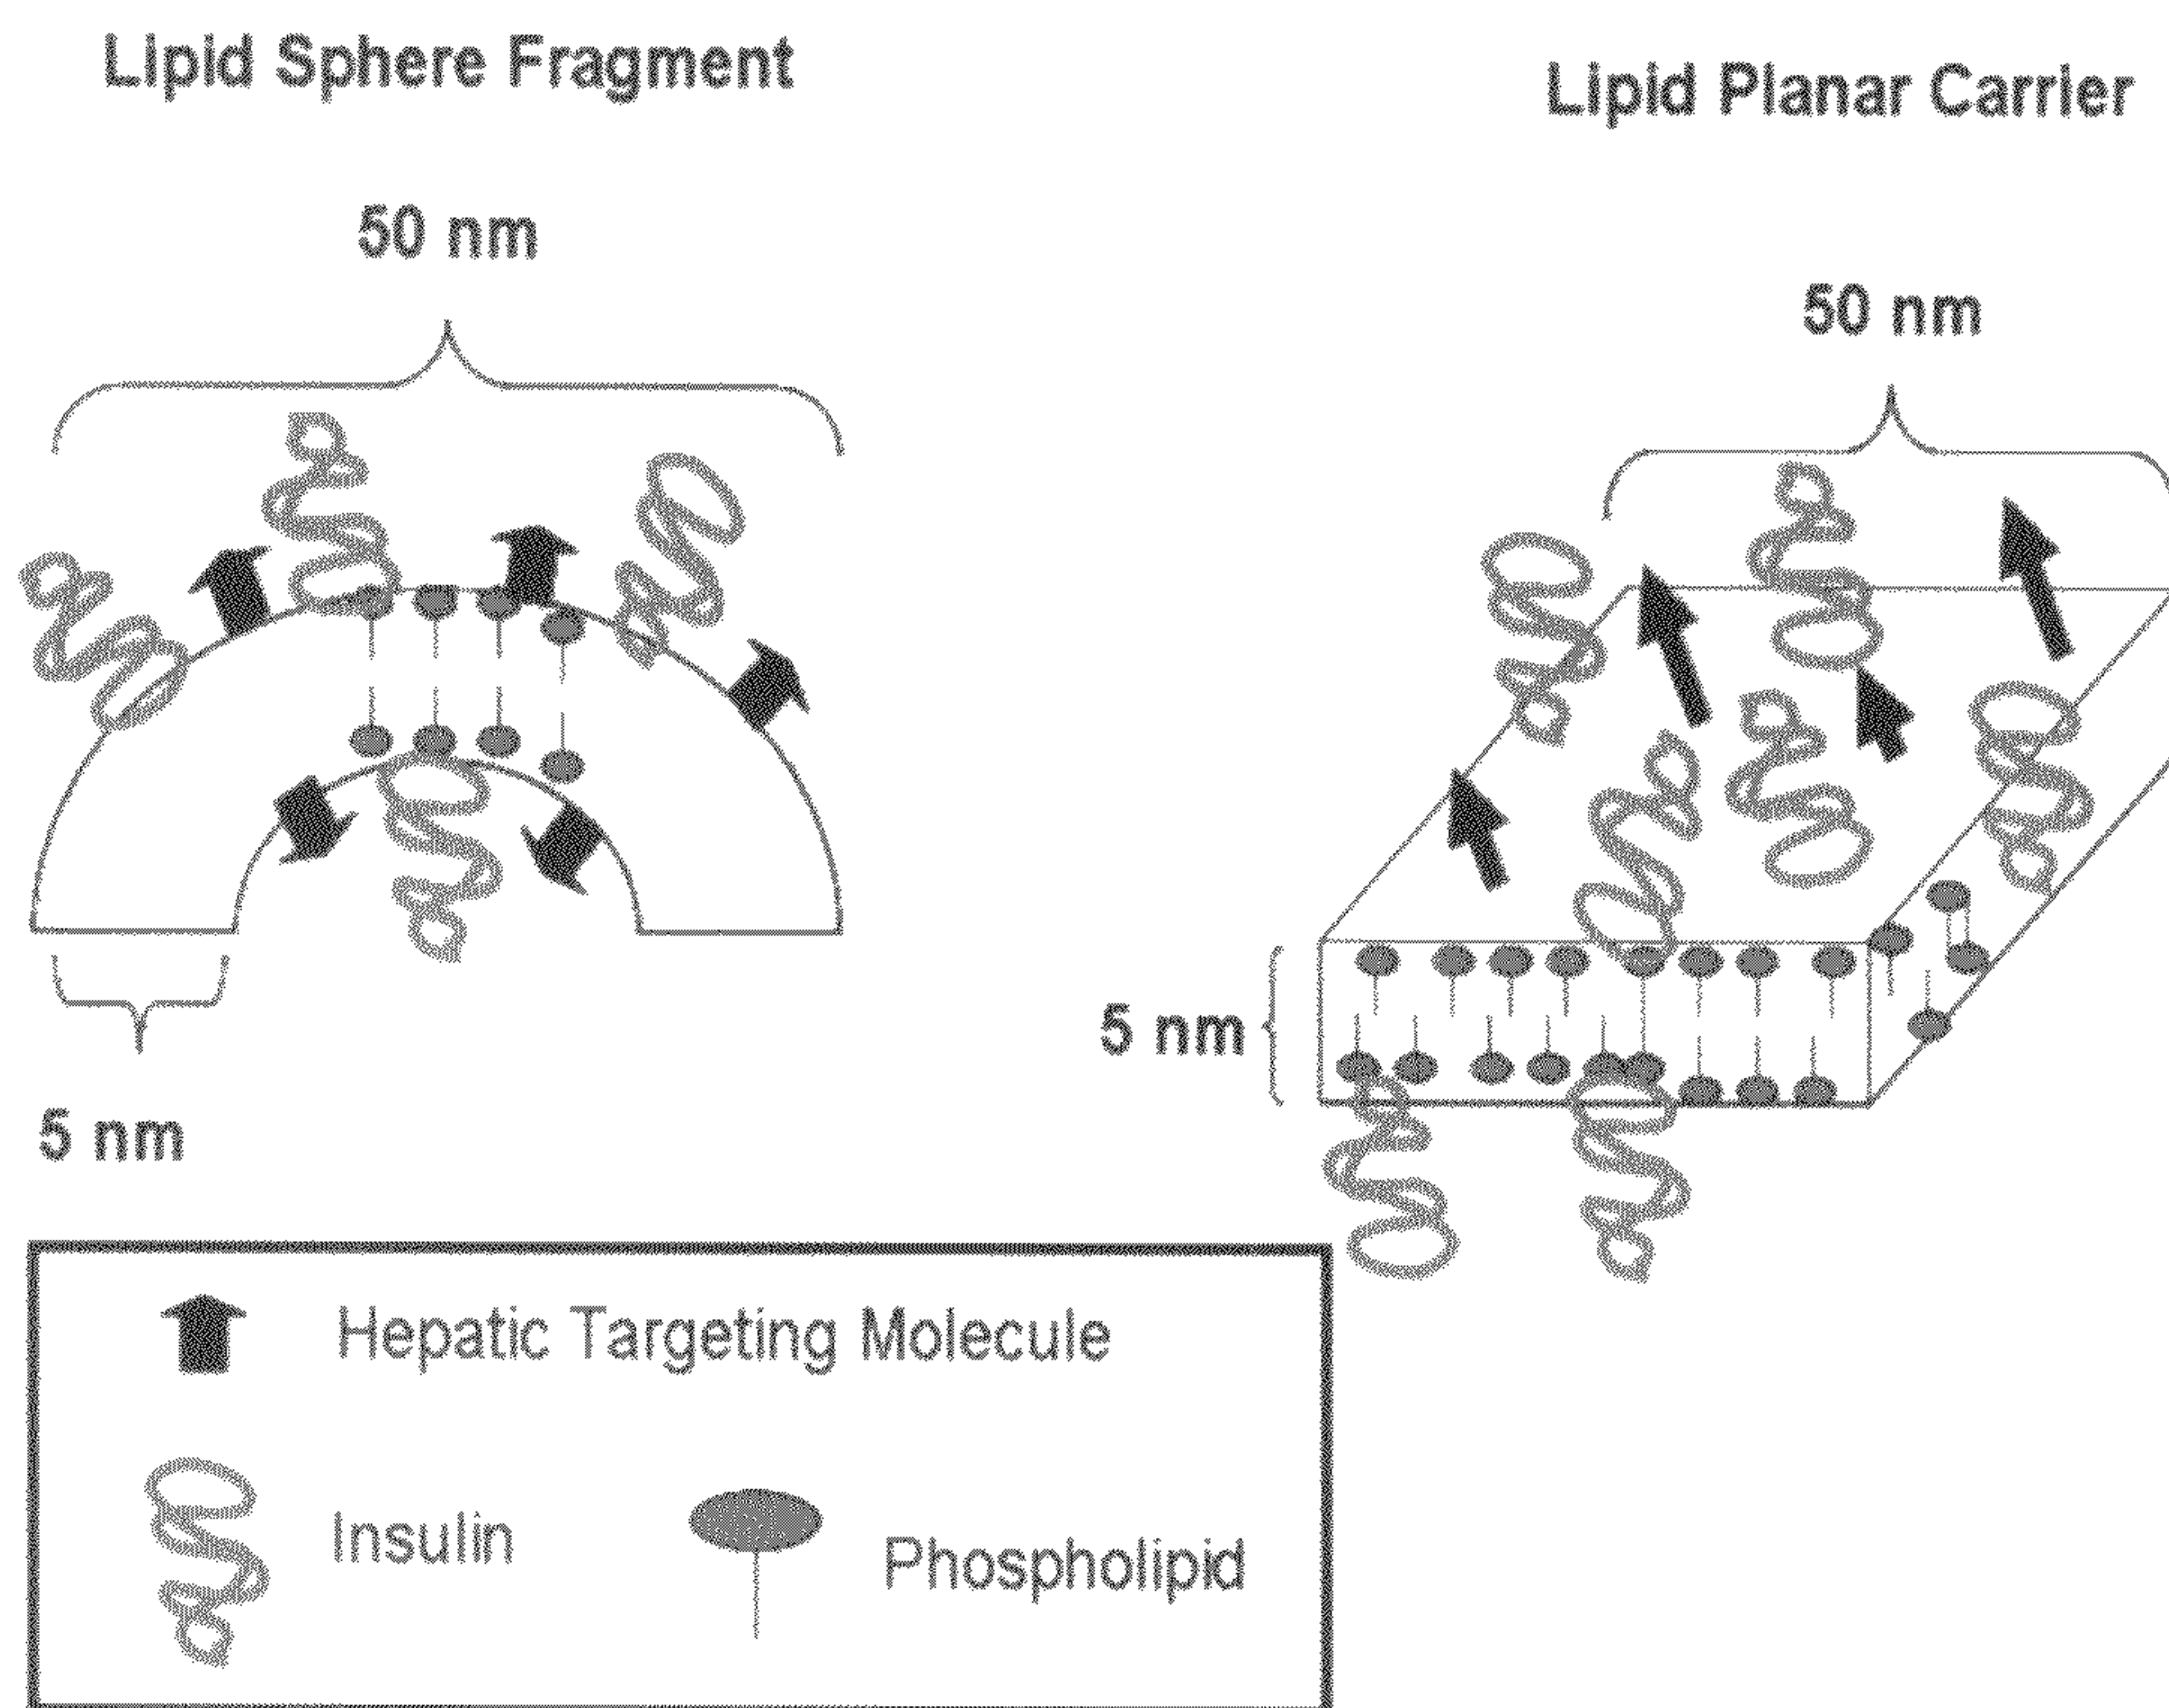 Lipid Sphere Fragment
Lipid Planar Carrier
50 nm
50 nm
5 nm
5 nm
Hepatic Targeting Molecule
Insulin
Phospholipid